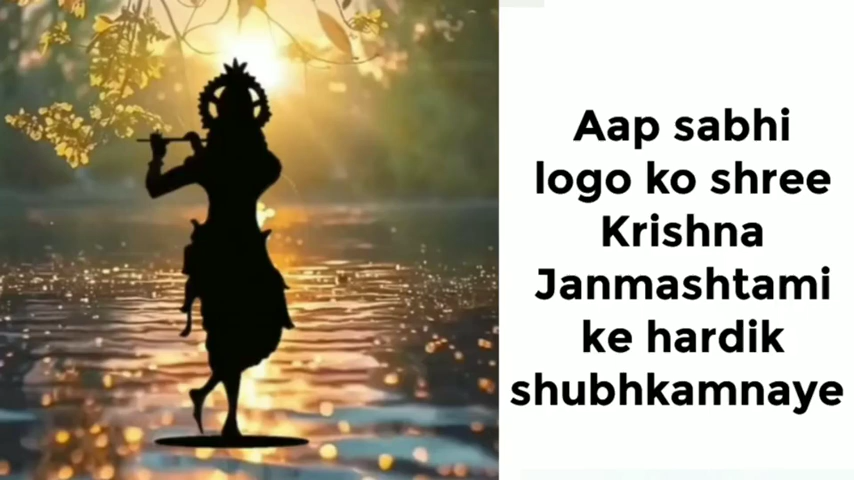 Aap sabhi
logo ko shree
Krishna
Janmashtami
ke hardik
shubhkamnaye